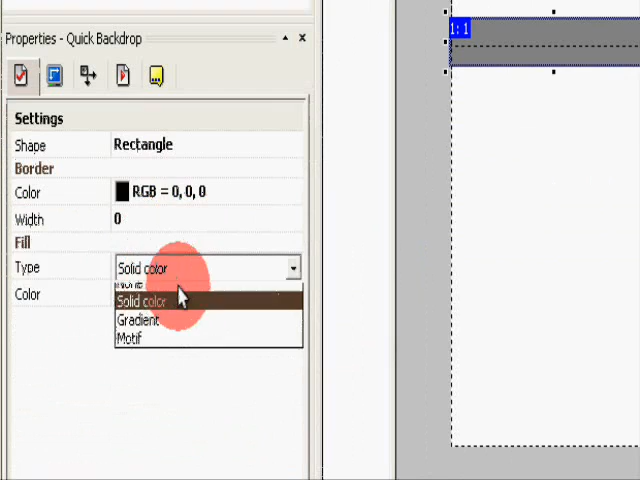 Properties - Quick Backdrop
1: 1
Settings
Shape Rectangle
Border
Color RGB = 0, 0, 0
Width 0
Fill
Type Solid color
Color
Solid color
Gradient
Motif